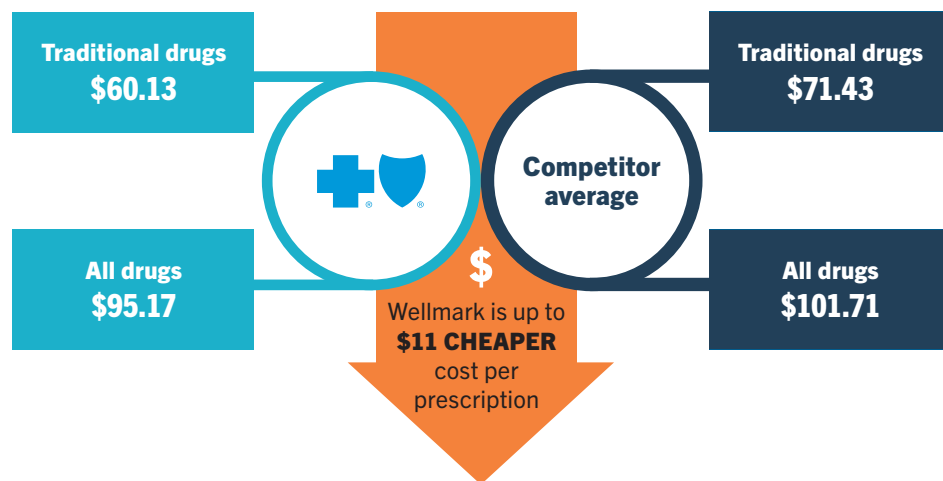 Traditional drugs
$60.13
Traditional drugs
$71.43
Competitor
average
All drugs
$95.17
$
Wellmark is up to
$11 CHEAPER
cost per
prescription
All drugs
$101.71
® ®